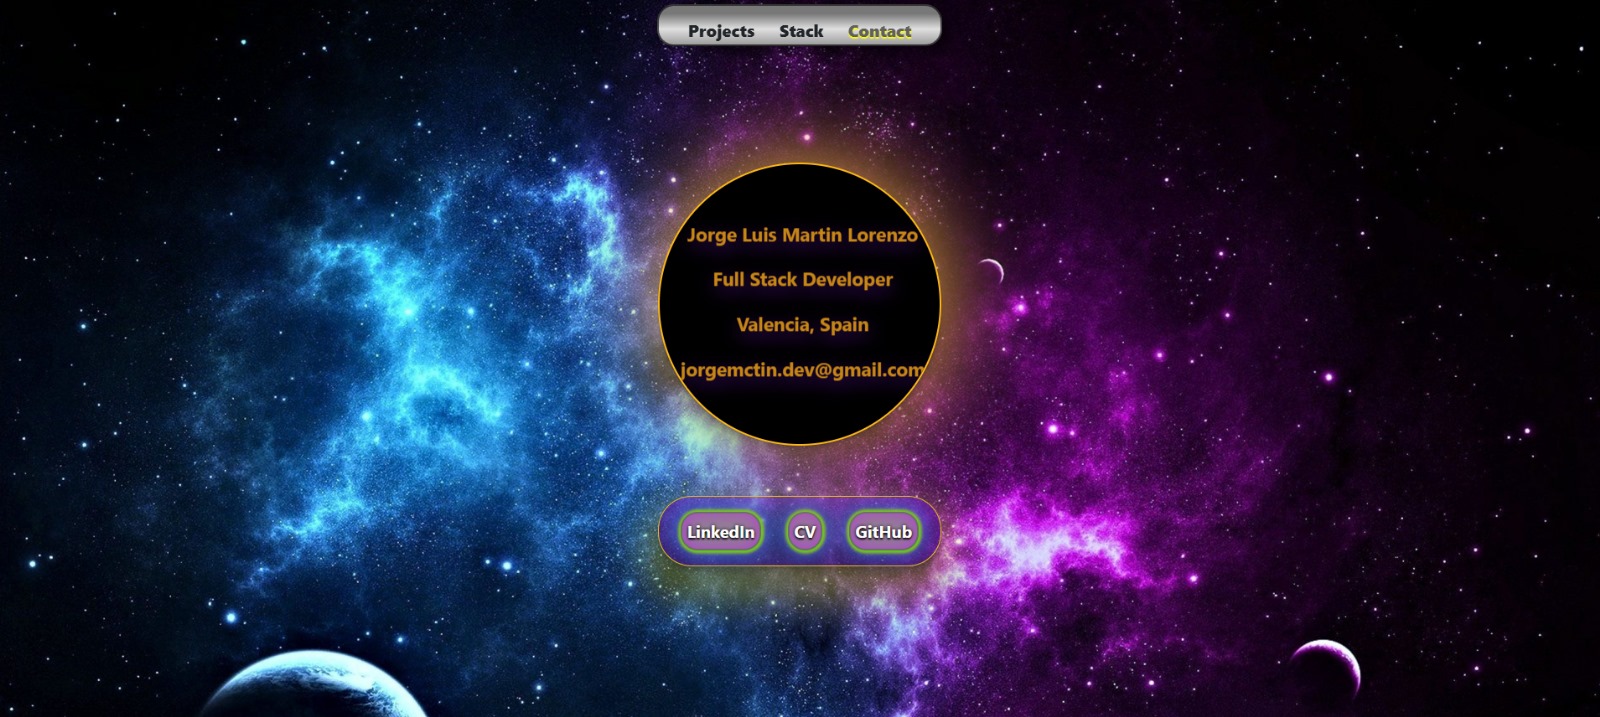 Projects Stack Contact
Jorge Luis Martin Lorenzo
Full Stack Developer
Valencia, Spain
jorgemctin.dev@gmail.com
LinkedIn CV GitHub